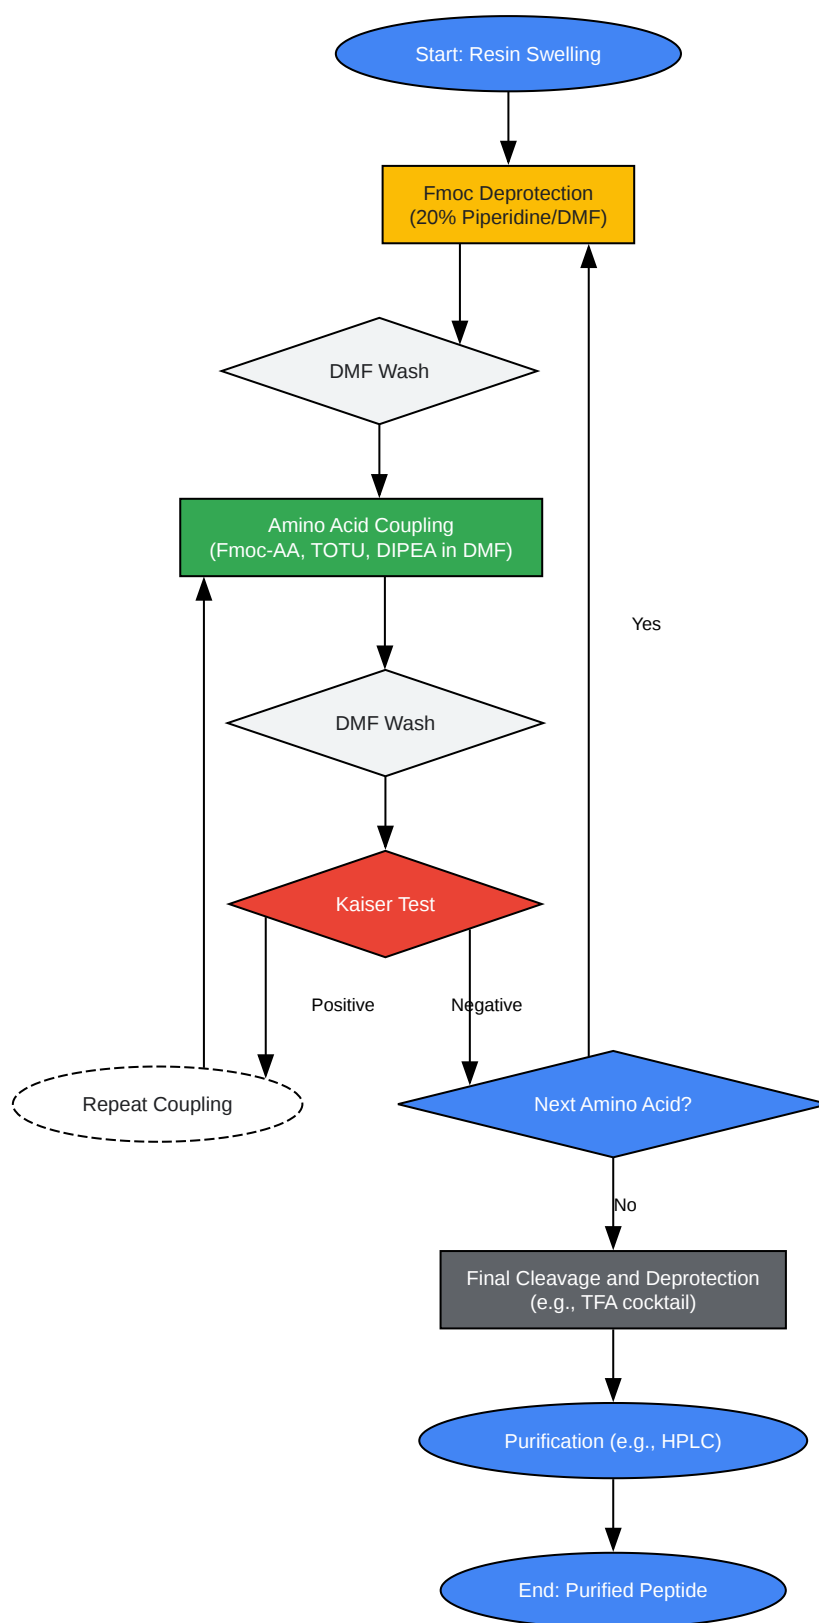 Start: Resin Swelling
Fmoc Deprotection
(20% Piperidine/DMF)
DMF Wash
Amino Acid Coupling
(Fmoc-AA, TOTU, DIPEA in DMF)
Yes
DMF Wash
Kaiser Test
Positive
Negative
Repeat Coupling
Next Amino Acid?
No
Final Cleavage and Deprotection
(e.g., TFA cocktail)
Purification (e.g., HPLC)
End: Purified Peptide